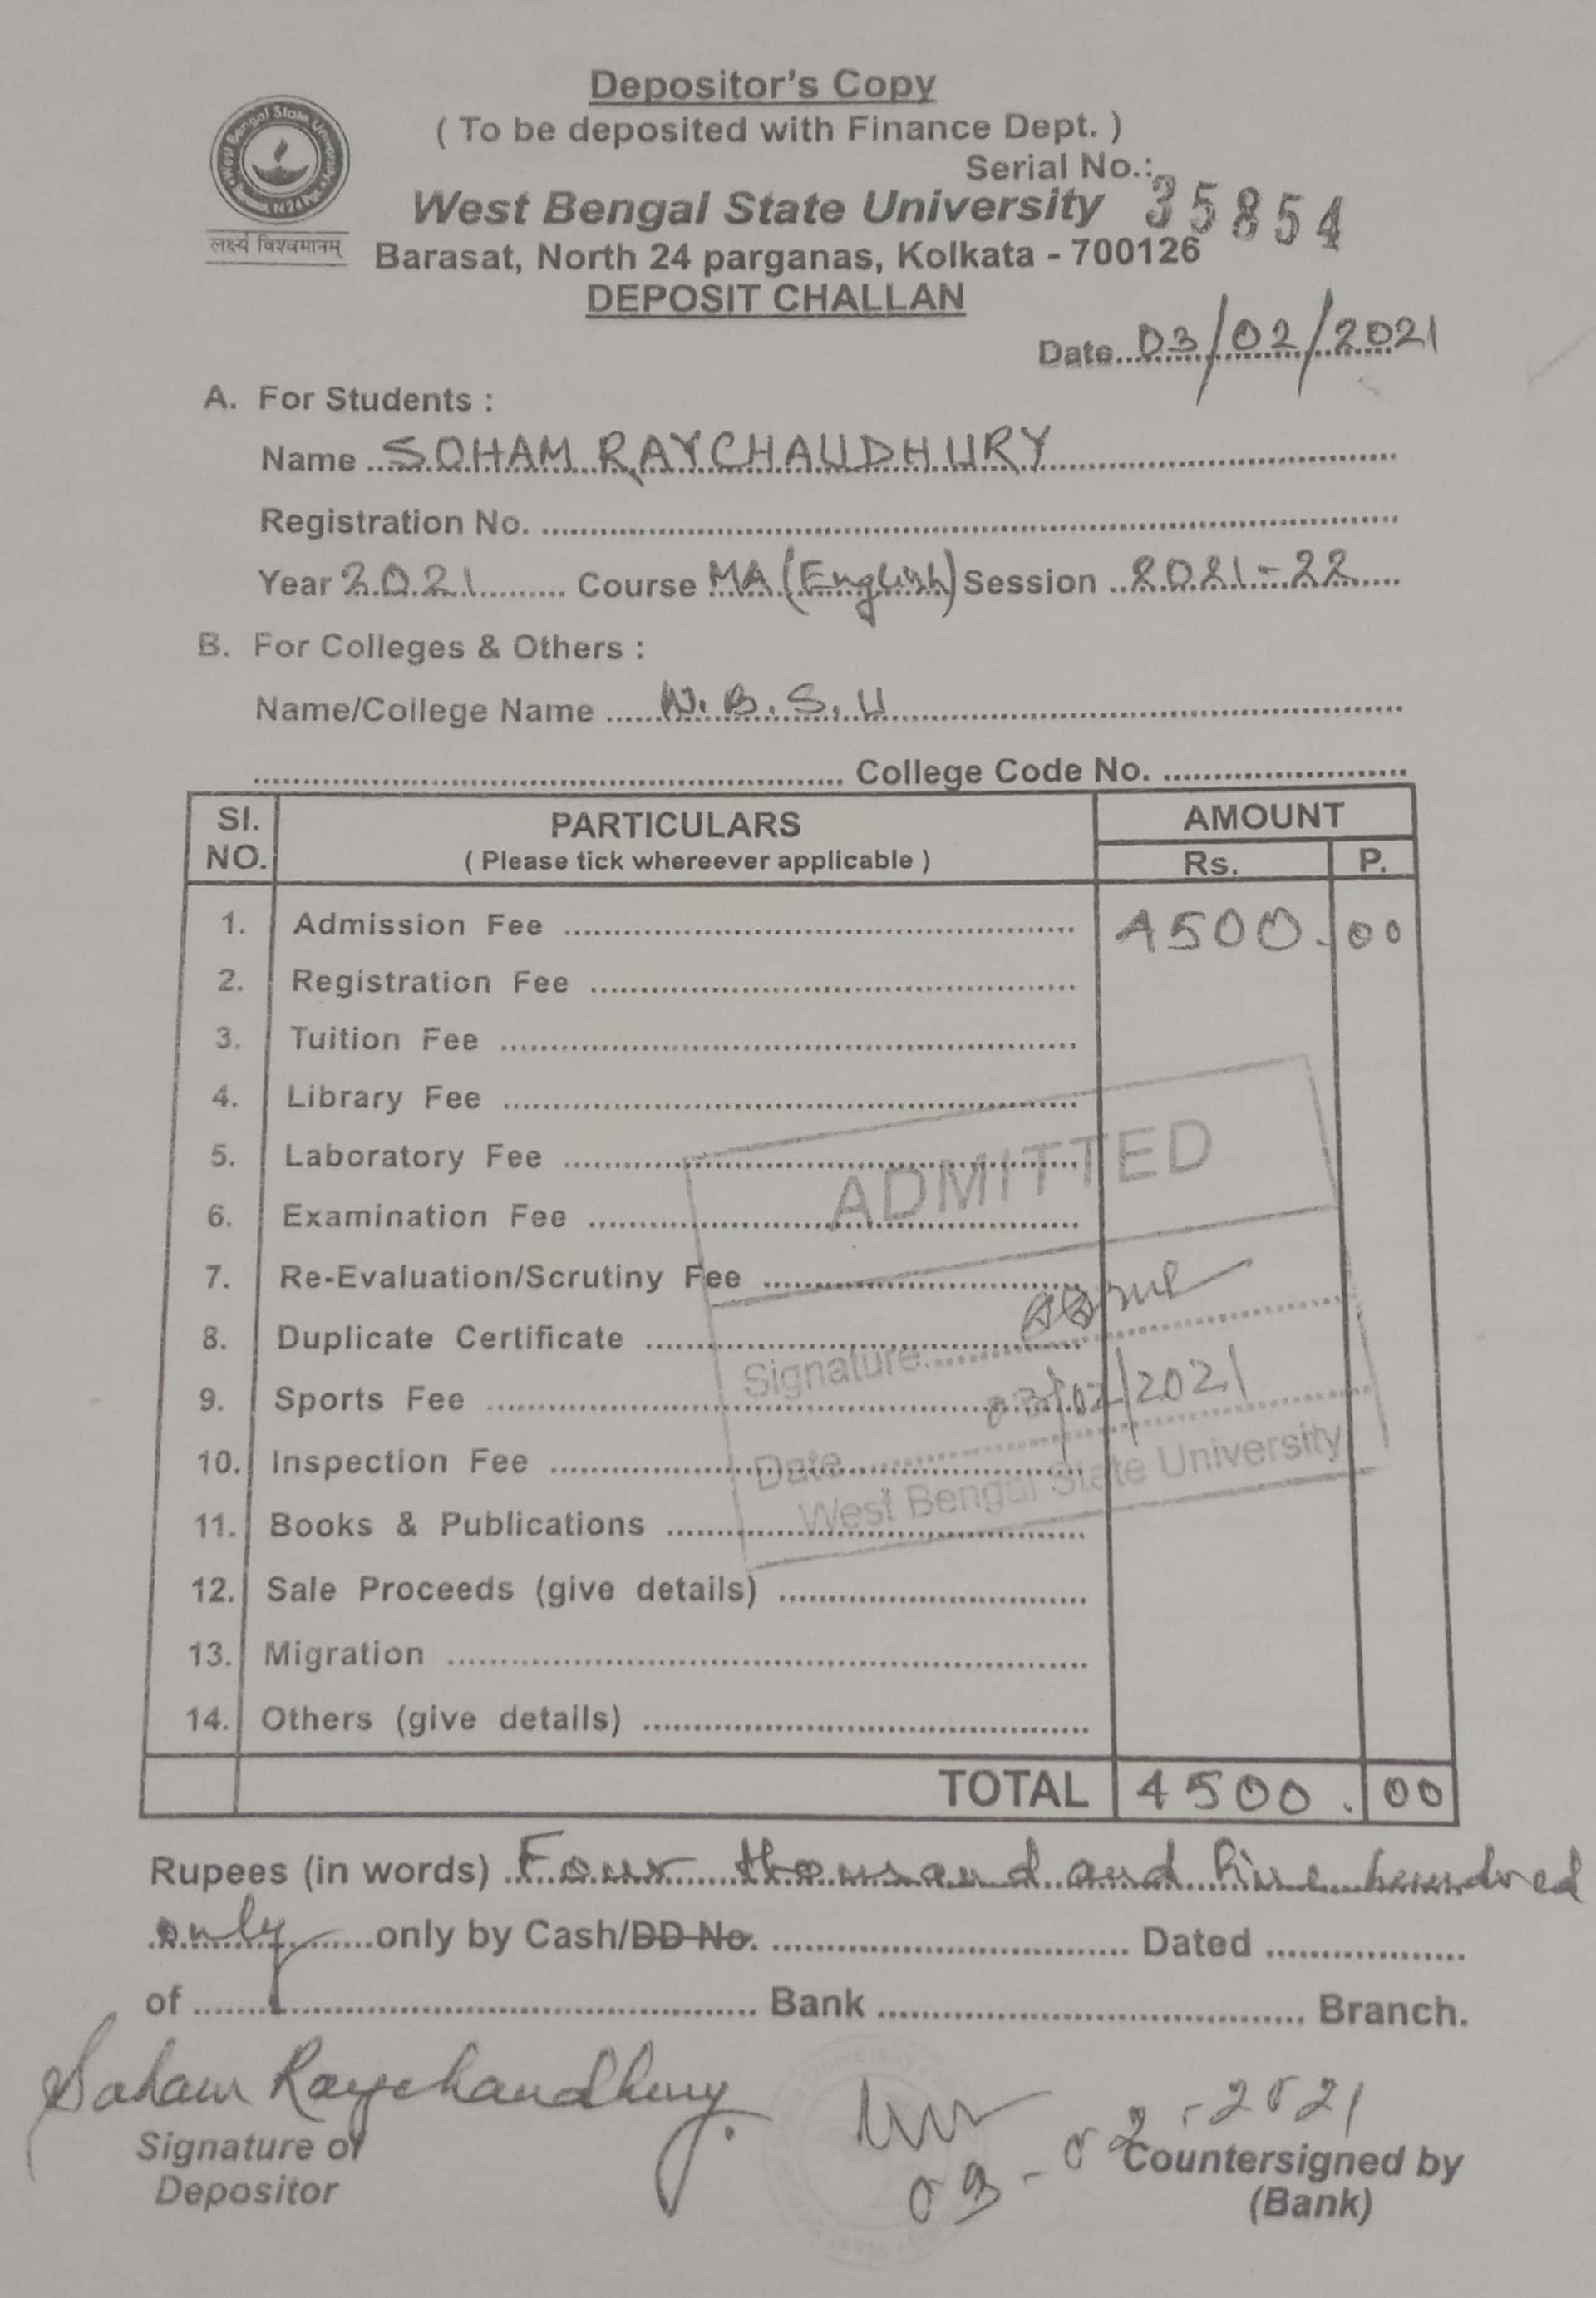 Depositor's Copy
( To be deposited with Finance Dept. )
Serial No.:
West Bengal State University 35854
लक्ष्यं विश्वमानम्
Barasat, North 24 parganas, Kolkata - 700126
DEPOSIT CHALLAN
Date 03/02/2021
A. For Students :
Name SOHAM RAYCHAUDHURY
Registration No.
Year 2021 Course MA (English) Session 2021-22
B. For Colleges & Others :
Name/College Name W.B.S.U
College Code No.
Sl. NO. PARTICULARS AMOUNT
( Please tick whereever applicable ) Rs. P.
1. Admission Fee 4500.00
2. Registration Fee
3. Tuition Fee
4. Library Fee
5. Laboratory Fee
6. Examination Fee
7. Re-Evaluation/Scrutiny Fee
8. Duplicate Certificate
9. Sports Fee
10. Inspection Fee
11. Books & Publications
12. Sale Proceeds (give details)
13. Migration
14. Others (give details)
ADMITTED
Signature
Date 03/02/2021
West Bengal State University
TOTAL 4500.00
Rupees (in words) Four thousand and five hundred
only only by Cash/DD No. Dated
of Bank Branch.
Soham Raychaudhury
03-02-2021
Signature of Countersigned by
Depositor (Bank)